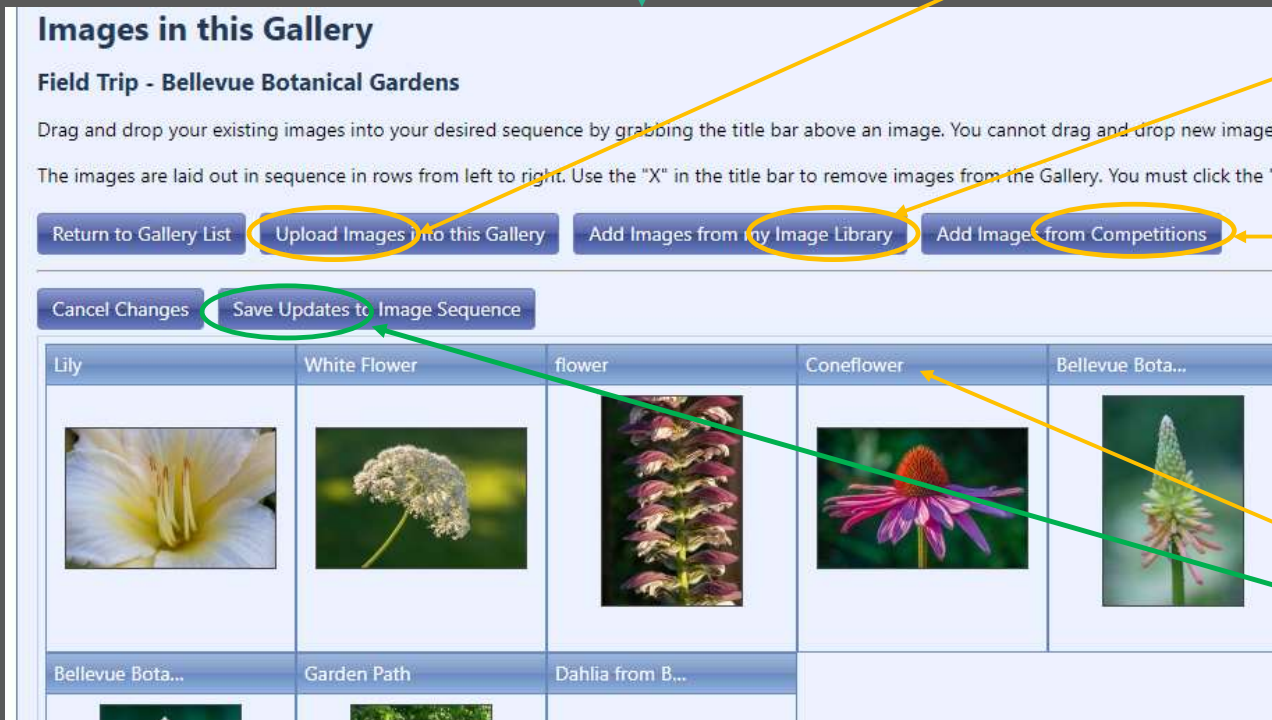 Images in this Gallery
Field Trip - Bellevue Botanical Gardens
Drag and drop your existing images into your desired sequence by grabbing the title bar above an image. You cannot drag and drop new image
The images are laid out in sequence in rows from left to right. Use the "X" in the title bar to remove images from the Gallery. You must click the "
Return to Gallery List Upload Images into this Gallery Add Images from my Image Library Add Images from Competitions
Cancel Changes Save Updates to Image Sequence
Lily White Flower flower Coneflower Bellevue Bota...
Bellevue Bota... Garden Path Dahlia from B...